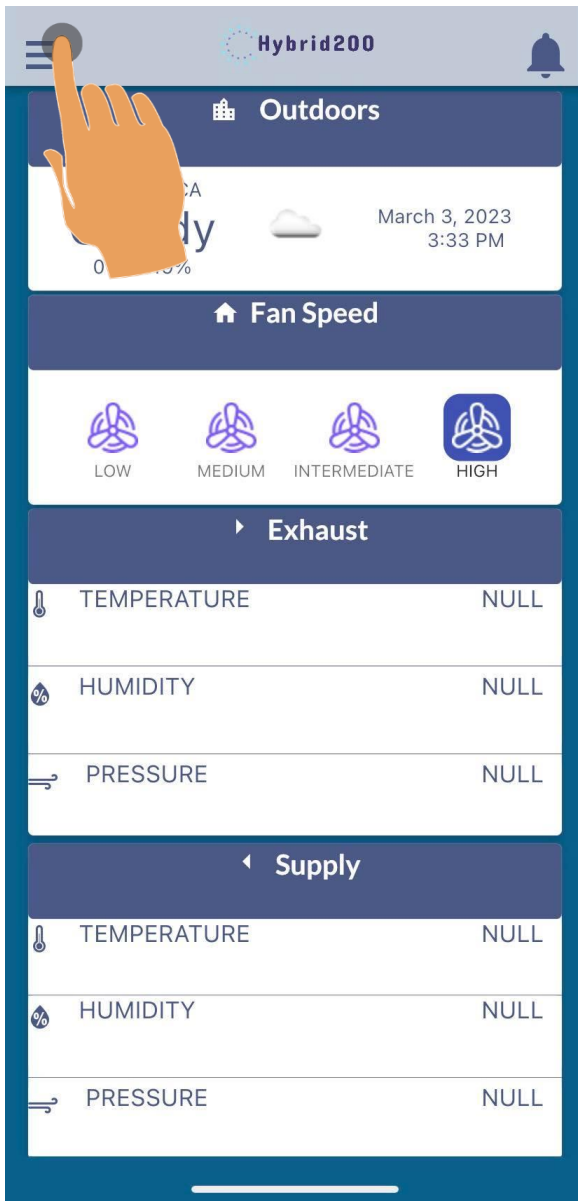 Hybrid200
Outdoors
CA
March 3, 2023
3:33 PM
0
%
Fan Speed
LOW MEDIUM INTERMEDIATE HIGH
Exhaust
TEMPERATURE NULL
% HUMIDITY NULL
PRESSURE NULL
Supply
TEMPERATURE NULL
% HUMIDITY NULL
PRESSURE NULL